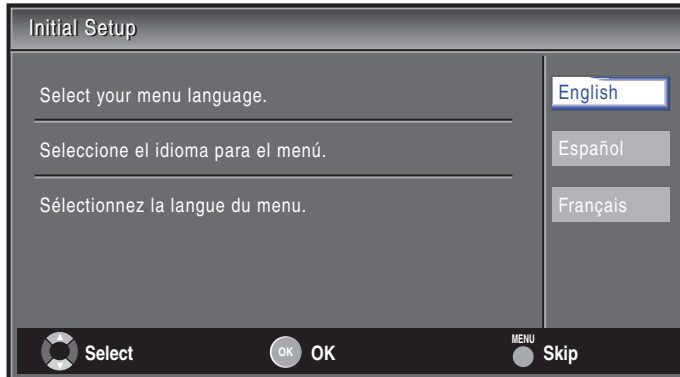 Initial Setup
Select your menu language.
English
Seleccione el idioma para el menú.
Español
Sélectionnez la langue du menu.
Français
Select
OK OK
MENU
Skip